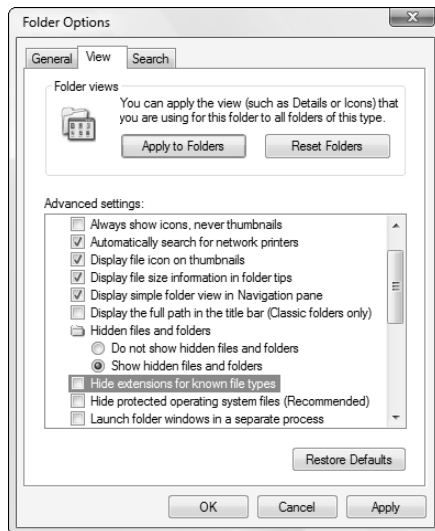 Folder Options
General View Search
Folder views
You can apply the view (such as Details or Icons) that
you are using for this folder to all folders of this type.
Apply to Folders Reset Folders
Advanced settings:
Always show icons, never thumbnails
Automatically search for network printers
Display file icon on thumbnails
Display file size information in folder tips
Display simple folder view in Navigation pane
Display the full path in the title bar (Classic folders only)
Hidden files and folders
Do not show hidden files and folders
Show hidden files and folders
Hide extensions for known file types
Hide protected operating system files (Recommended)
Launch folder windows in a separate process
Restore Defaults
OK Cancel Apply